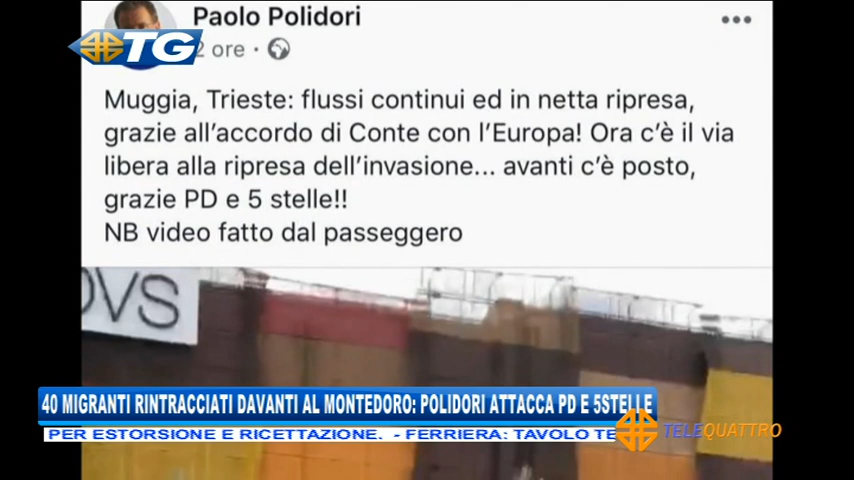 Paolo Polidori
TG
2 ore
Muggia, Trieste: flussi continui ed in netta ripresa,
grazie all'accordo di Conte con l'Europa! Ora c'è il via
libera alla ripresa dell'invasione... avanti c'è posto,
grazie PD e 5 stelle!!
NB video fatto dal passeggero
OVS
40 MIGRANTI RINTRACCIATI DAVANTI AL MONTEDORO: POLIDORI ATTACCA PD E 5STELLE
PER ESTORSIONE E RICETTAZIONE. - FERRIERA: TAVOLO TE
TELEQUATTRO